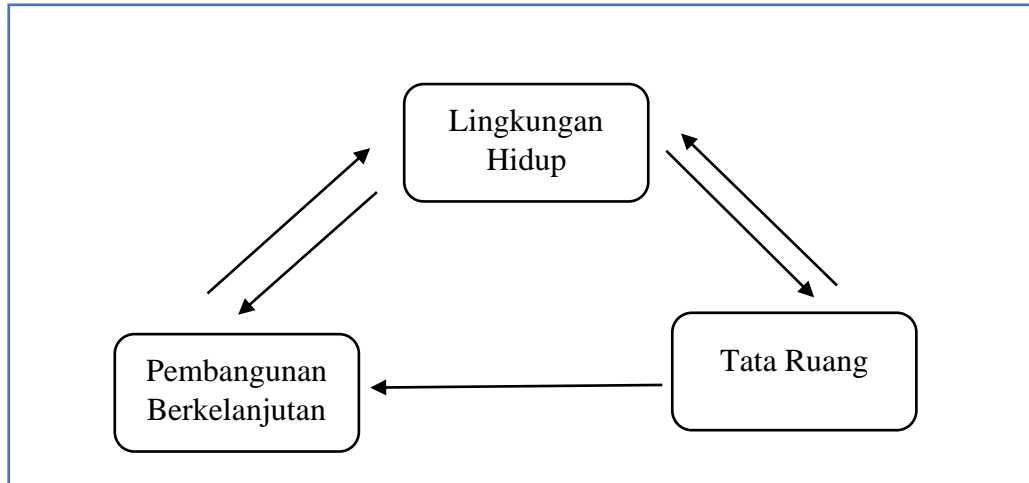 Lingkungan
Hidup
Pembangunan
Berkelanjutan
Tata Ruang